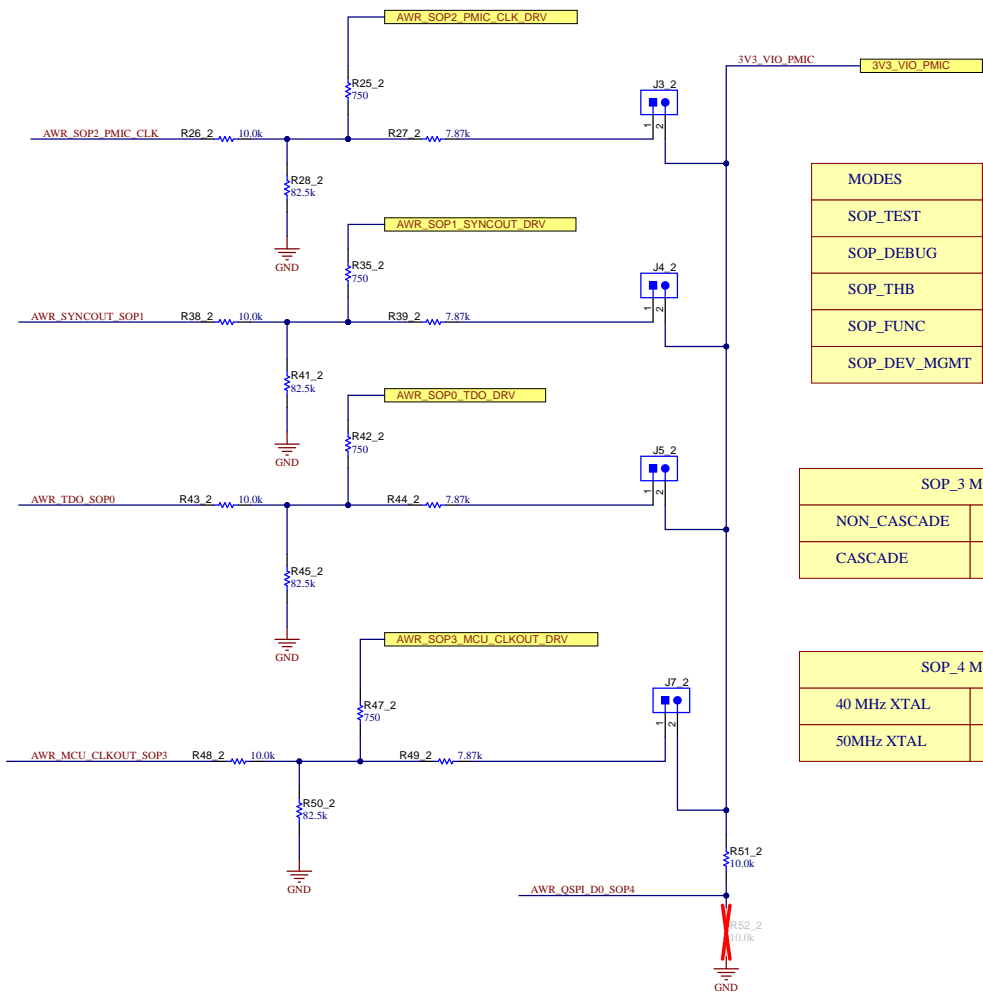 AWR_SOP2_PMIC_CLK_DRV
3V3_VIO_PMIC
3V3_VIO_PMIC
R25_2
750
J3_2
1
2
AWR_SOP2_PMIC_CLK
R26_2
10.0k
R27_2
7.87k
R28_2
82.5k
GND
MODES
SOP_TEST
SOP_DEBUG
SOP_THB
SOP_FUNC
SOP_DEV_MGMT
AWR_SOP1_SYNCOUT_DRV
R35_2
750
J4_2
1
2
AWR_SYNCOUT_SOP1
R38_2
10.0k
R39_2
7.87k
R41_2
82.5k
GND
AWR_SOP0_TDO_DRV
R42_2
750
J5_2
1
2
AWR_TDO_SOP0
R43_2
10.0k
R44_2
7.87k
R45_2
82.5k
GND
SOP_3 M
NON_CASCADE
CASCADE
AWR_SOP3_MCU_CLKOUT_DRV
R47_2
750
J7_2
1
2
AWR_MCU_CLKOUT_SOP3
R48_2
10.0k
R49_2
7.87k
R50_2
82.5k
GND
SOP_4 M
40 MHz XTAL
50MHz XTAL
R51_2
10.0k
AWR_QSPI_D0_SOP4
R52_2
10.0k
GND